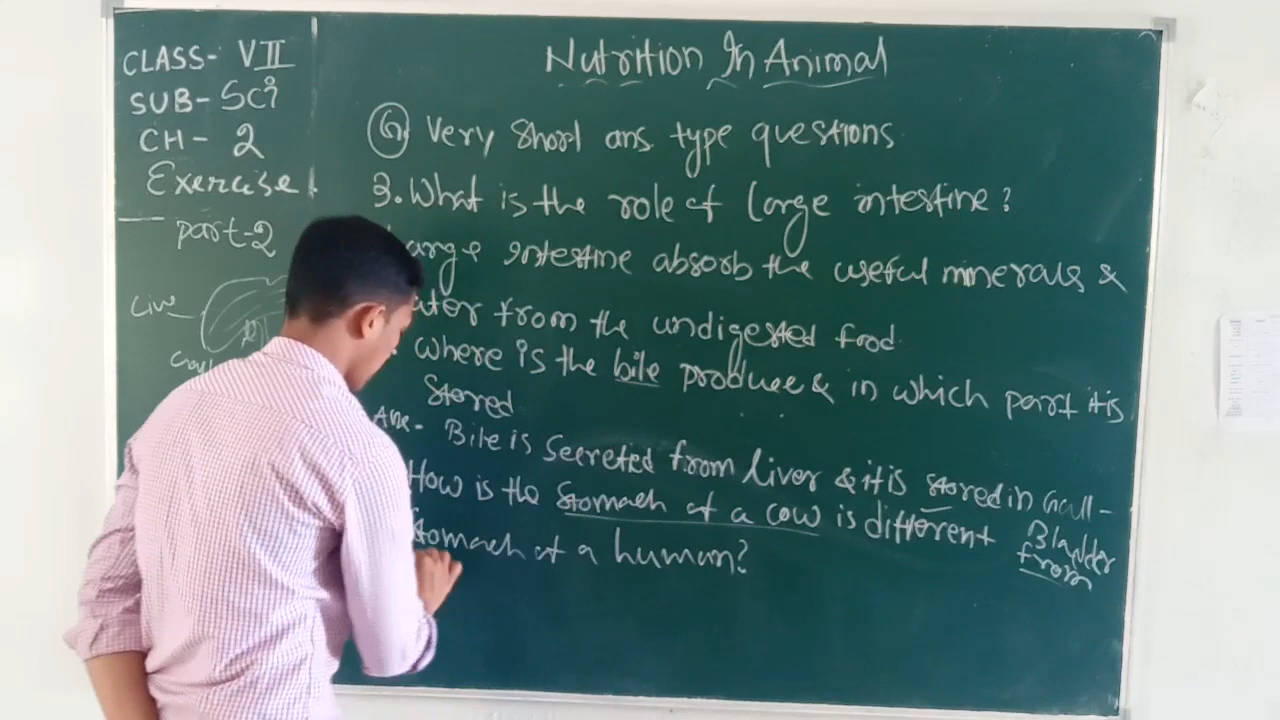 CLASS- VII
SUB- Sci
CH- 2
Exercise
part-2
Liv
Nutrition In Animal
G Very Short ans. type questions
3. What is the role of Large intestine?
arge intestine absorb the useful minerals &
ater from the undigested food.
where is the bile produce & in which part it is
Stored
Ans- Bile is Secreted from liver & it is stored in Gall-
Bladder
How is the Stomach of a cow is different from
Stomach of a human?